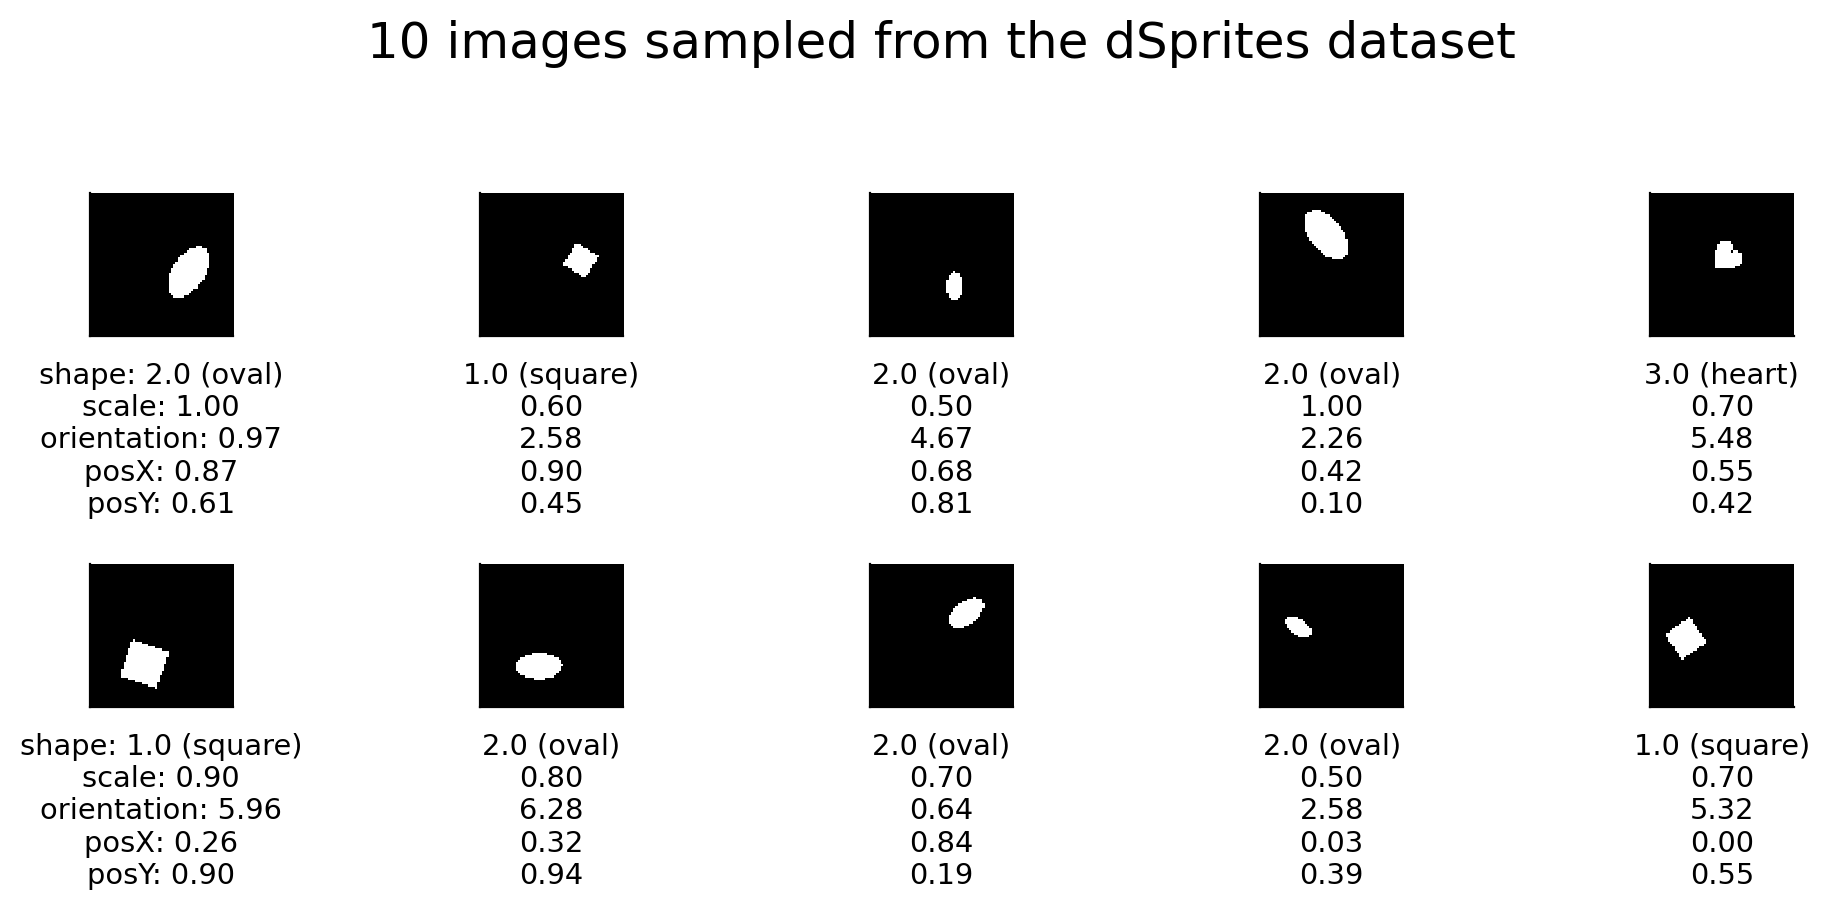 10 images sampled from the dSprites dataset
shape: 2.0 (oval)
scale: 1.00
orientation: 0.97
posX: 0.87
posY: 0.61
1.0 (square)
0.60
2.58
0.90
0.45
2.0 (oval)
0.50
4.67
0.68
0.81
2.0 (oval)
1.00
2.26
0.42
0.10
3.0 (heart)
0.70
5.48
0.55
0.42
shape: 1.0 (square)
scale: 0.90
orientation: 5.96
posX: 0.26
posY: 0.90
2.0 (oval)
0.80
6.28
0.32
0.94
2.0 (oval)
0.70
0.64
0.84
0.19
2.0 (oval)
0.50
2.58
0.03
0.39
1.0 (square)
0.70
5.32
0.00
0.55